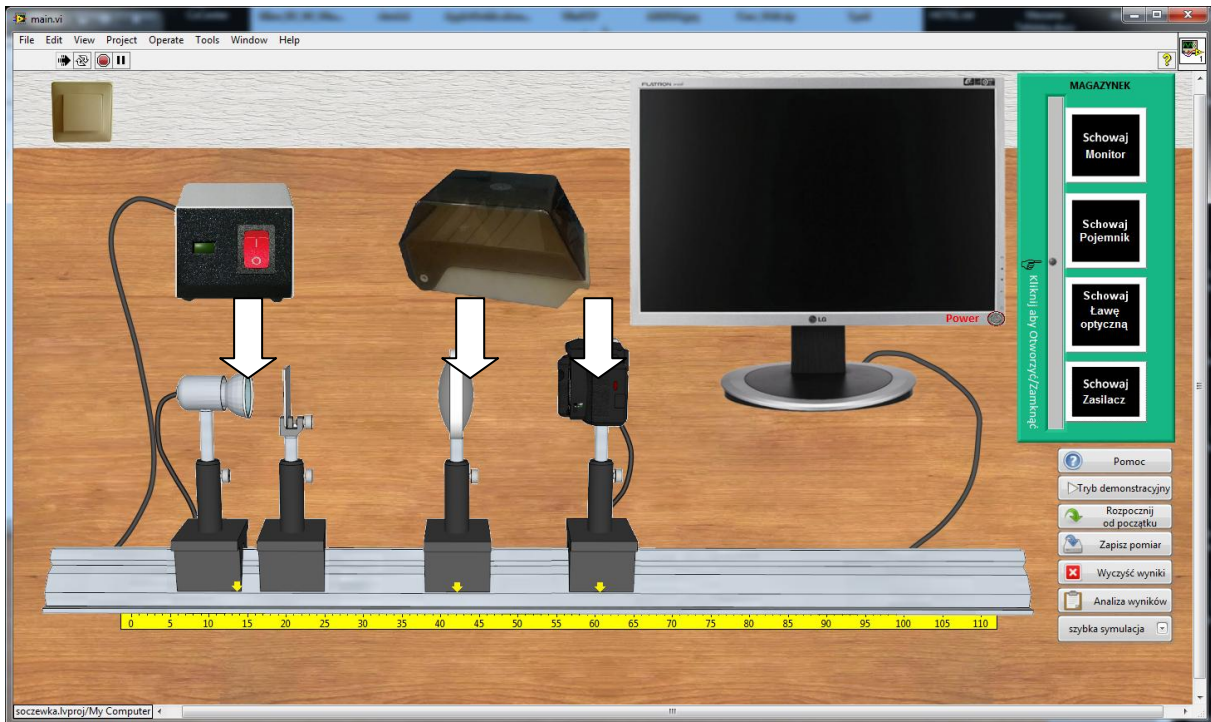 main.vi
File Edit View Project Operate Tools Window Help
1
FLATRON
MAGAZYNEK
Schowaj
Monitor
Schowaj
Pojemnik
Schowaj
Ławę
optyczną
Schowaj
Zasilacz
Kliknij aby Otworzyć/Zamknąć
I
O
LG
Power
Pomoc
Tryb demonstracyjny
Rozpocznij
od początku
Zapisz pomiar
Wyczyść wyniki
Analiza wyników
szybka symulacja
0 5 10 15 20 25 30 35 40 45 50 55 60 65 70 75 80 85 90 95 100 105 110
soczewka.lvproj/My Computer